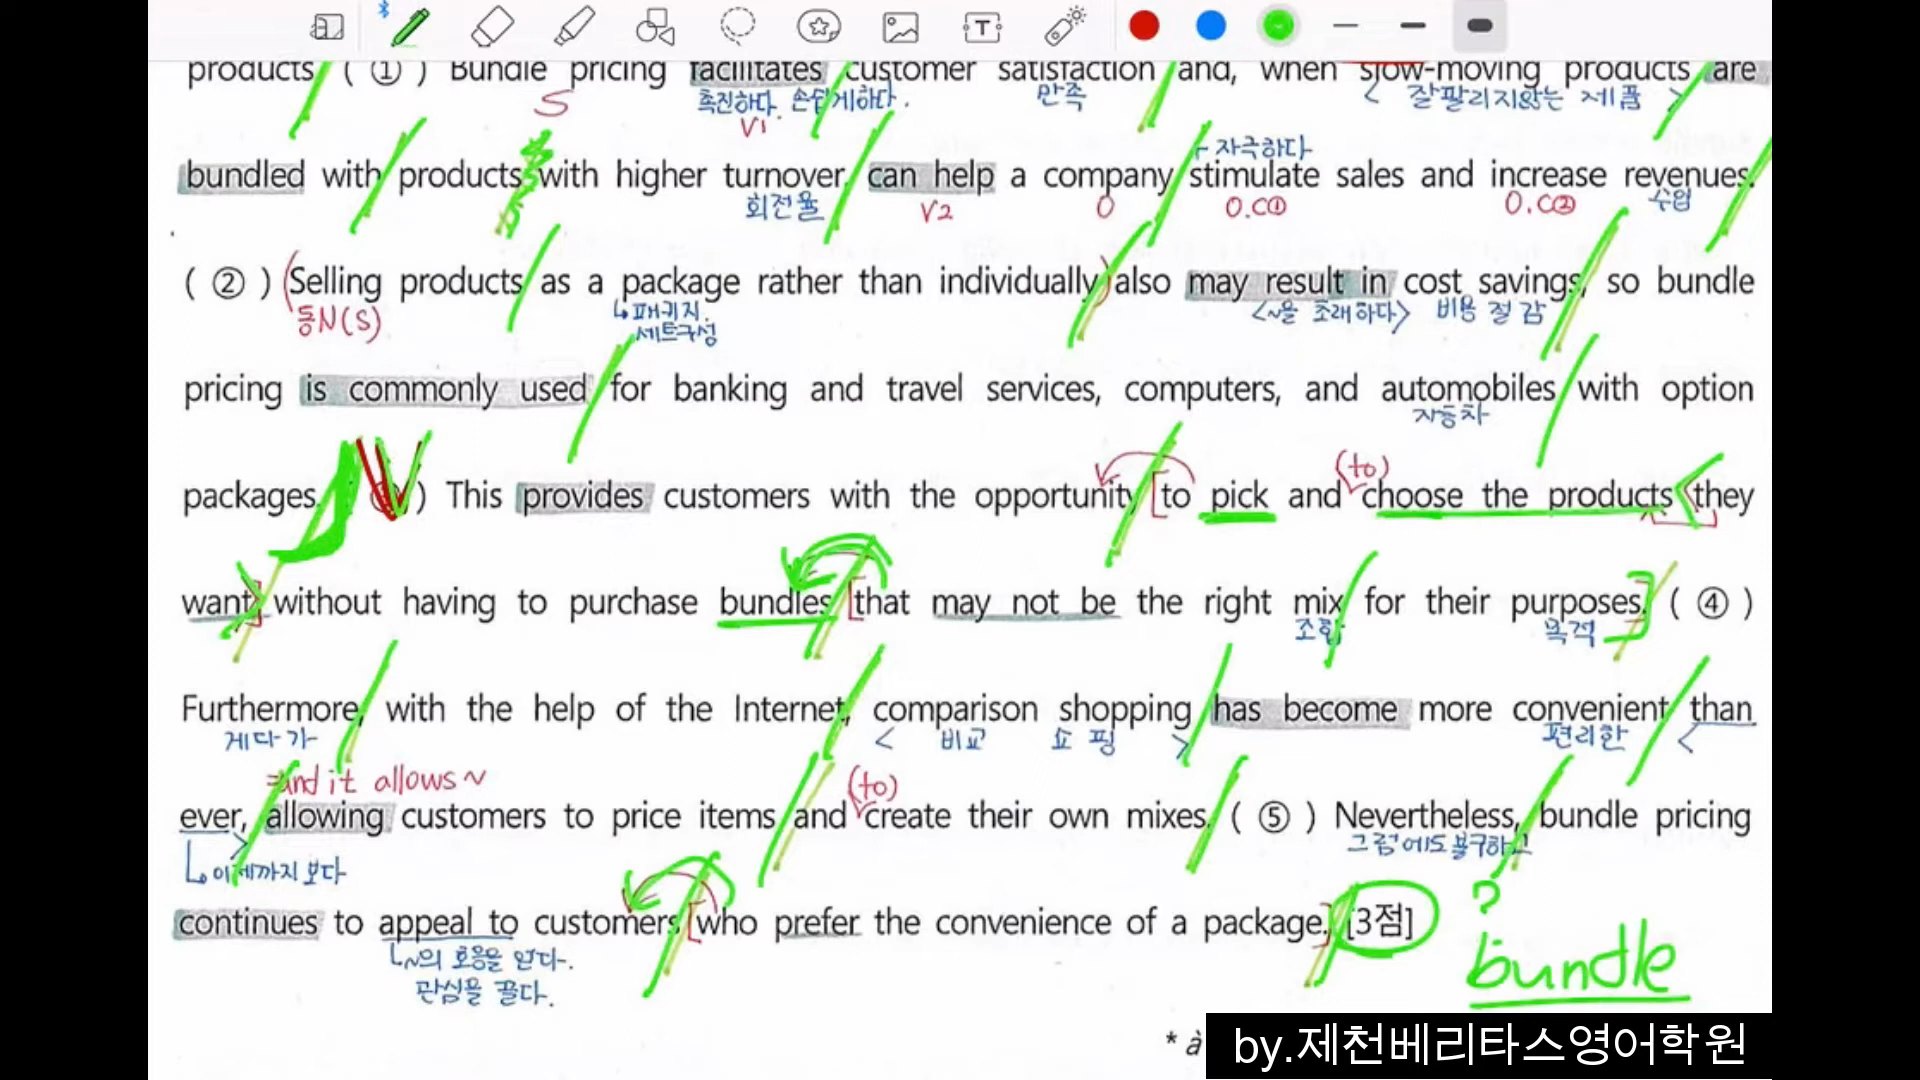 products. ( ① ) Bundle pricing facilitates customer satisfaction and, when slow-moving products are
S 촉진하다. 손쉽게하다. 만족 < 잘팔리지않는 제품 >
V1
bundled with products with higher turnover, can help a company stimulate sales and increase revenues.
자극하다
회전율 V2 O O.C① O.C② 수입
( ② ) (Selling products as a package rather than individually) also may result in cost savings, so bundle
동N(S) 패키지. <~을 초래하다> 비용 절감
세트구성
pricing is commonly used for banking and travel services, computers, and automobiles with option
자동차
(to)
packages. ( ) This provides customers with the opportunity [to pick and choose the products <they
want>] without having to purchase bundles [that may not be the right mix for their purposes.] ( ④ )
조합 목적
Furthermore, with the help of the Internet, comparison shopping has become more convenient than
게다가 < 비교 쇼핑 > 편리한 <
=and it allows~ (to)
ever, allowing customers to price items and create their own mixes. ( ⑤ ) Nevertheless, bundle pricing
> 그럼에도불구하고
이제까지보다
continues to appeal to customers [who prefer the convenience of a package.] [3점]
~의 호응을 얻다.
관심을 끌다.
?
bundle
* à
by.제천베리타스영어학원